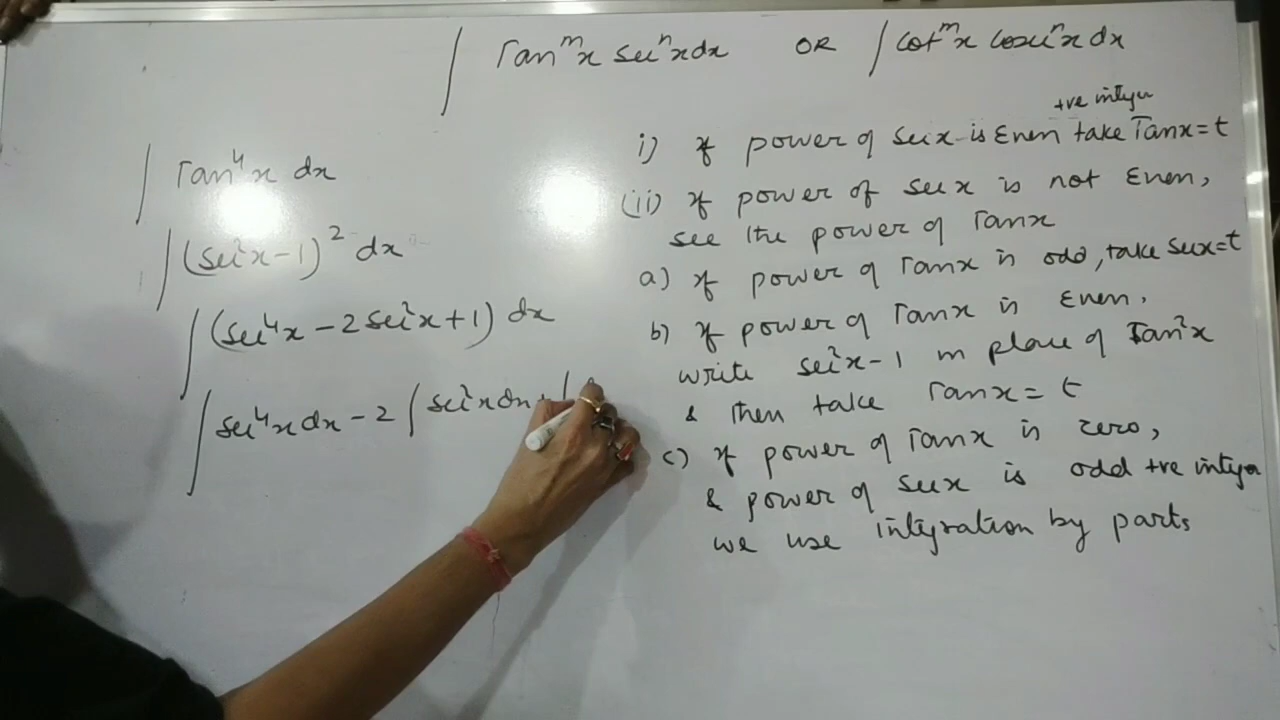 ∫ Tanᵐx secⁿx dx OR ∫ cotᵐx cosecⁿx dx
∫ Tan⁴x dx
∫ (sec²x-1)² dx
∫ (sec⁴x - 2 sec²x + 1) dx
∫ sec⁴x dx - 2 ∫ sec²x dx + ∫
+ve integer
i) If power of secx is Even take Tanx = t
(ii) If power of secx is not Even,
see the power of Tanx
a) If power of Tanx is odd, take secx = t
b) If power of Tanx is Even,
write sec²x-1 in place of Tan²x
& then take Tanx = t
c) If power of Tanx is zero,
& power of secx is odd +ve integer
we use integration by parts